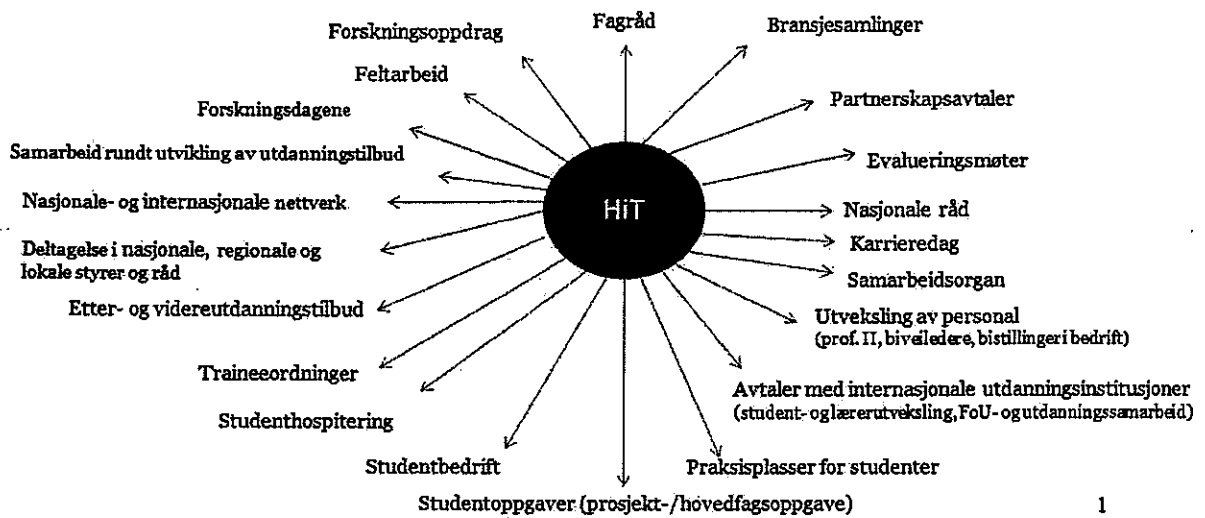 Fagråd
Bransjesamlinger
Forskningsoppdrag
Feltarbeid
Partnerskapsavtaler
Forskningsdagene
Evalueringsmøter
Samarbeid rundt utvikling av utdanningstilbud
Nasjonale- og internasjonale nettverk
HiT
Nasjonale råd
Karrieredag
Deltagelse i nasjonale, regionale og
lokale styrer og råd
Samarbeidsorgan
Etter- og videreutdanningstilbud
Utveksling av personal
(prof. II, biveiledere, bistillinger i bedrift)
Traineeordninger
Avtaler med internasjonale utdanningsinstitusjoner
(student- og lærerutveksling, FoU- og utdanningssamarbeid)
Studenthospitering
Studentbedrift
Praksisplasser for studenter
Studentoppgaver (prosjekt-/hovedfagsoppgave)
1